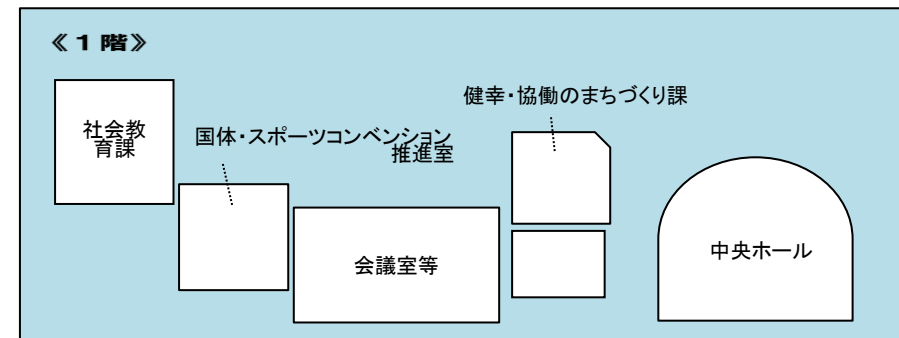 ≪１階≫
健幸・協働のまちづくり課
社会教
育課
国体・スポーツコンベンション
推進室
会議室等
中央ホール